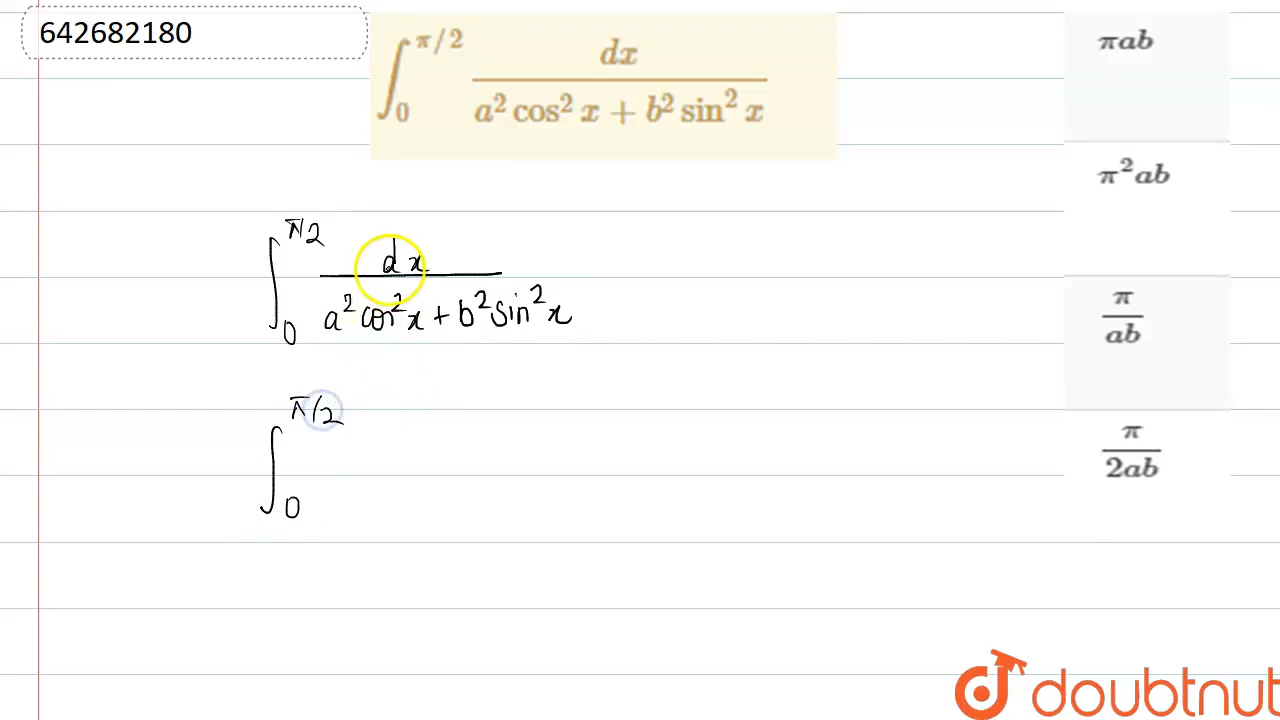 642682180
∫_0^{π/2} dx / (a² cos² x + b² sin² x)
πab
π²ab
π/ab
π/2ab
∫_0^{π/2} dx / (a² cos² x + b² sin² x)
∫_0^{π/2}
doubtnut